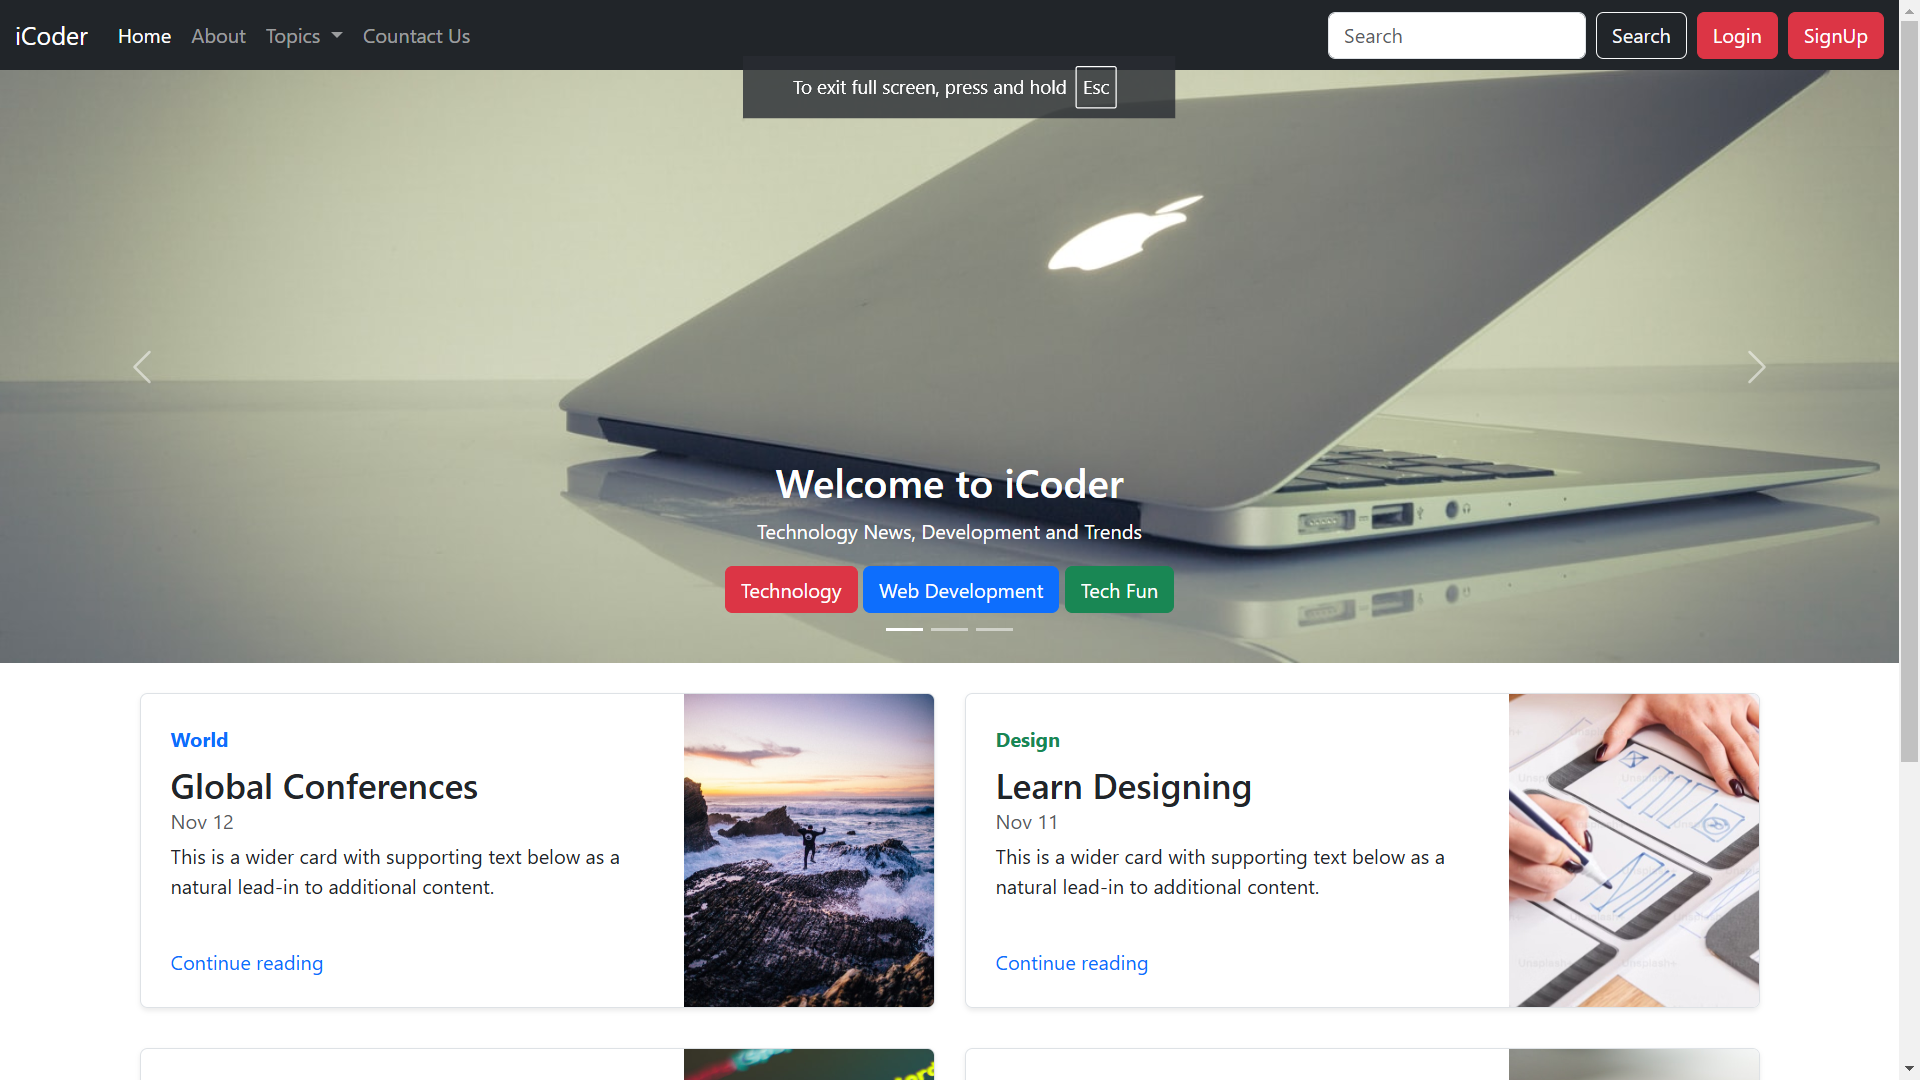 iCoder Home About Topics Countact Us Search Search Login SignUp
To exit full screen, press and hold Esc
Welcome to iCoder
Technology News, Development and Trends
Technology Web Development Tech Fun
World
Global Conferences
Nov 12
This is a wider card with supporting text below as a
natural lead-in to additional content.
Continue reading
Design
Learn Designing
Nov 11
This is a wider card with supporting text below as a
natural lead-in to additional content.
Continue reading